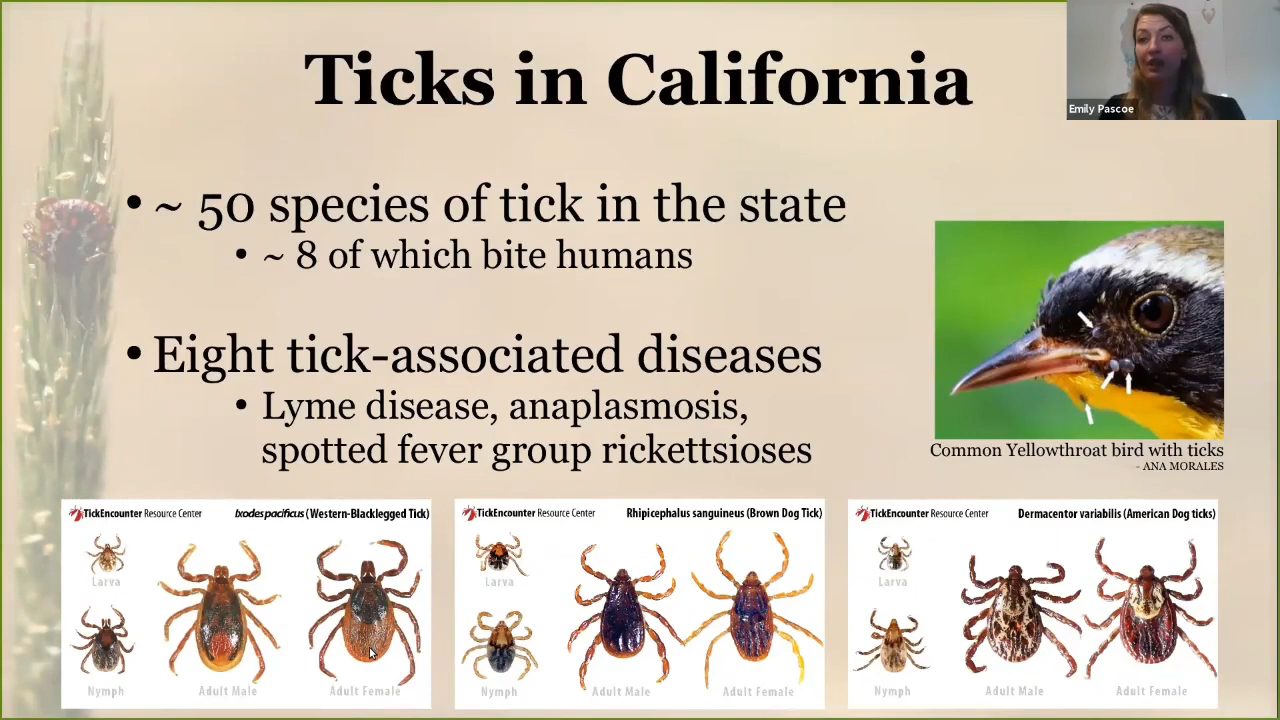 Ticks in California
Emily Pascoe
• ~ 50 species of tick in the state
• ~ 8 of which bite humans
• Eight tick-associated diseases
• Lyme disease, anaplasmosis,
spotted fever group rickettsioses
Common Yellowthroat bird with ticks
- ANA MORALES
TickEncounter Resource Center
Ixodes pacificus (Western-Blacklegged Tick)
Larva
Nymph
Adult Male
Adult Female
TickEncounter Resource Center
Rhipicephalus sanguineus (Brown Dog Tick)
Larva
Nymph
Adult Male
Adult Female
TickEncounter Resource Center
Dermacentor variabilis (American Dog ticks)
Larva
Nymph
Adult Male
Adult Female